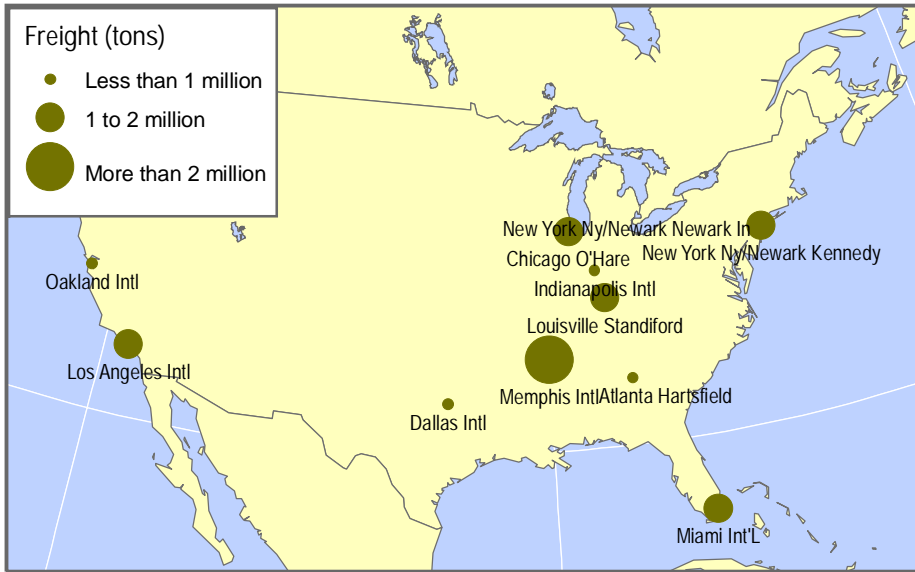 Freight (tons)
Less than 1 million
1 to 2 million
More than 2 million
New York Ny/Newark Newark In
New York Ny/Newark Kennedy
Chicago O'Hare
Oakland Intl
Indianapolis Intl
Louisville Standiford
Los Angeles Intl
Memphis Intl
Atlanta Hartsfield
Dallas Intl
Miami Int'L